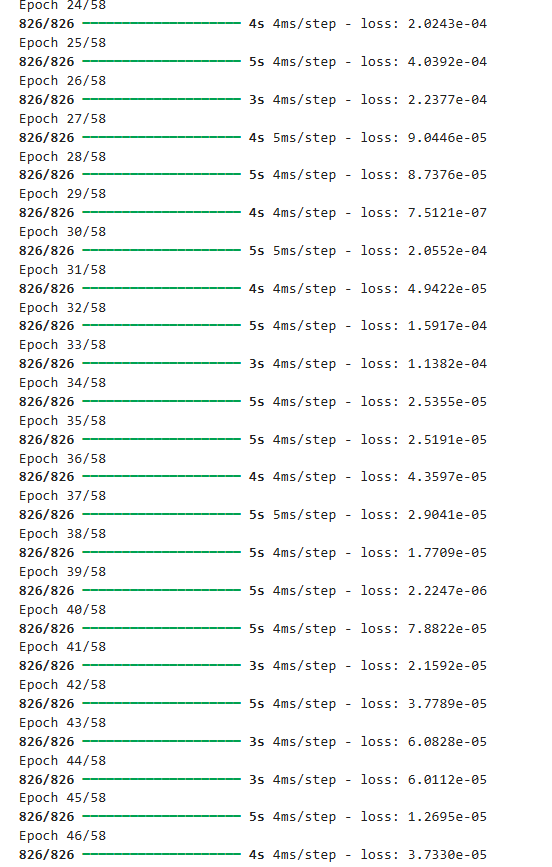 Epoch 24/58
826/826 ━━━━━━━━━━━━━━━━━━━━ 4s 4ms/step - loss: 2.0243e-04
Epoch 25/58
826/826 ━━━━━━━━━━━━━━━━━━━━ 5s 4ms/step - loss: 4.0392e-04
Epoch 26/58
826/826 ━━━━━━━━━━━━━━━━━━━━ 3s 4ms/step - loss: 2.2377e-04
Epoch 27/58
826/826 ━━━━━━━━━━━━━━━━━━━━ 4s 5ms/step - loss: 9.0446e-05
Epoch 28/58
826/826 ━━━━━━━━━━━━━━━━━━━━ 5s 4ms/step - loss: 8.7376e-05
Epoch 29/58
826/826 ━━━━━━━━━━━━━━━━━━━━ 4s 4ms/step - loss: 7.5121e-07
Epoch 30/58
826/826 ━━━━━━━━━━━━━━━━━━━━ 5s 5ms/step - loss: 2.0552e-04
Epoch 31/58
826/826 ━━━━━━━━━━━━━━━━━━━━ 4s 4ms/step - loss: 4.9422e-05
Epoch 32/58
826/826 ━━━━━━━━━━━━━━━━━━━━ 5s 4ms/step - loss: 1.5917e-04
Epoch 33/58
826/826 ━━━━━━━━━━━━━━━━━━━━ 3s 4ms/step - loss: 1.1382e-04
Epoch 34/58
826/826 ━━━━━━━━━━━━━━━━━━━━ 5s 4ms/step - loss: 2.5355e-05
Epoch 35/58
826/826 ━━━━━━━━━━━━━━━━━━━━ 5s 4ms/step - loss: 2.5191e-05
Epoch 36/58
826/826 ━━━━━━━━━━━━━━━━━━━━ 4s 4ms/step - loss: 4.3597e-05
Epoch 37/58
826/826 ━━━━━━━━━━━━━━━━━━━━ 5s 5ms/step - loss: 2.9041e-05
Epoch 38/58
826/826 ━━━━━━━━━━━━━━━━━━━━ 5s 4ms/step - loss: 1.7709e-05
Epoch 39/58
826/826 ━━━━━━━━━━━━━━━━━━━━ 5s 4ms/step - loss: 2.2247e-06
Epoch 40/58
826/826 ━━━━━━━━━━━━━━━━━━━━ 5s 4ms/step - loss: 7.8822e-05
Epoch 41/58
826/826 ━━━━━━━━━━━━━━━━━━━━ 3s 4ms/step - loss: 2.1592e-05
Epoch 42/58
826/826 ━━━━━━━━━━━━━━━━━━━━ 5s 4ms/step - loss: 3.7789e-05
Epoch 43/58
826/826 ━━━━━━━━━━━━━━━━━━━━ 3s 4ms/step - loss: 6.0828e-05
Epoch 44/58
826/826 ━━━━━━━━━━━━━━━━━━━━ 3s 4ms/step - loss: 6.0112e-05
Epoch 45/58
826/826 ━━━━━━━━━━━━━━━━━━━━ 5s 4ms/step - loss: 1.2695e-05
Epoch 46/58
826/826 ━━━━━━━━━━━━━━━━━━━━ 4s 4ms/step - loss: 3.7330e-05